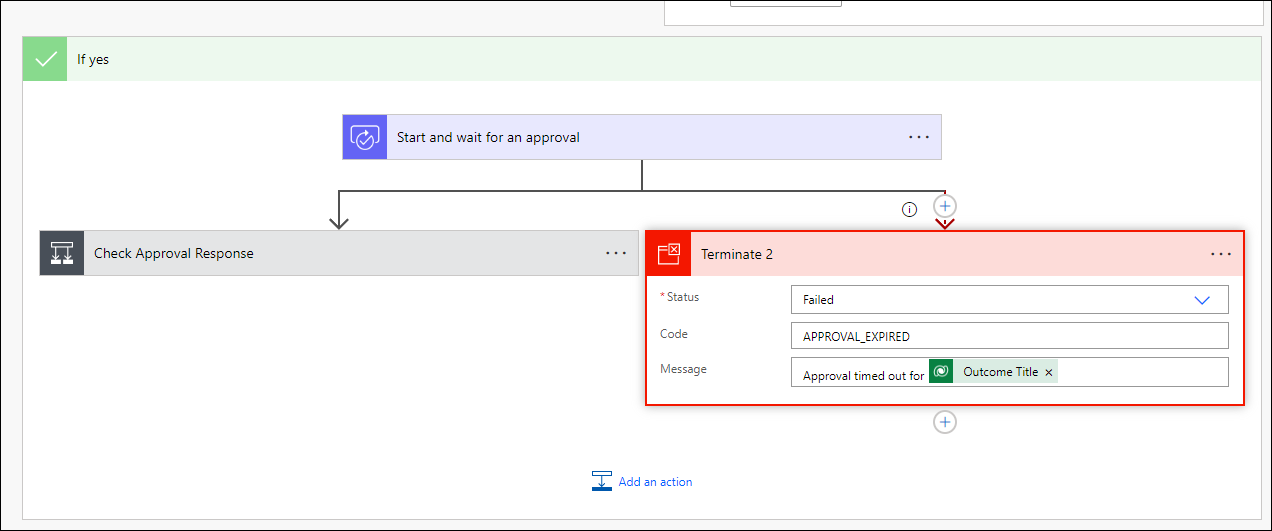 If yes
Start and wait for an approval
Check Approval Response
Terminate 2
* Status
Failed
Code
APPROVAL_EXPIRED
Message
Approval timed out for Outcome Title ×
Add an action